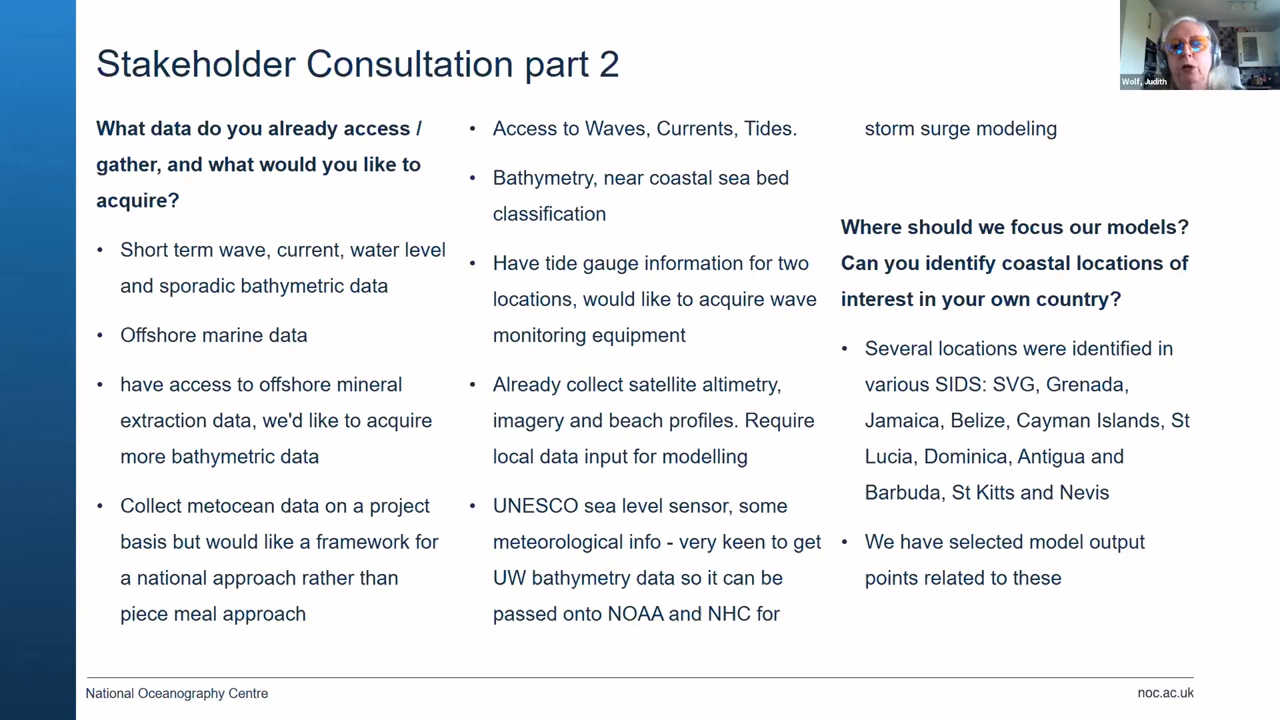 Stakeholder Consultation part 2
Wolf, Judith
What data do you already access /
gather, and what would you like to
acquire?
• Short term wave, current, water level
and sporadic bathymetric data
• Offshore marine data
• have access to offshore mineral
extraction data, we'd like to acquire
more bathymetric data
• Collect metocean data on a project
basis but would like a framework for
a national approach rather than
piece meal approach
• Access to Waves, Currents, Tides.
• Bathymetry, near coastal sea bed
classification
• Have tide gauge information for two
locations, would like to acquire wave
monitoring equipment
• Already collect satellite altimetry,
imagery and beach profiles. Require
local data input for modelling
• UNESCO sea level sensor, some
meteorological info - very keen to get
UW bathymetry data so it can be
passed onto NOAA and NHC for
storm surge modeling
Where should we focus our models?
Can you identify coastal locations of
interest in your own country?
• Several locations were identified in
various SIDS: SVG, Grenada,
Jamaica, Belize, Cayman Islands, St
Lucia, Dominica, Antigua and
Barbuda, St Kitts and Nevis
• We have selected model output
points related to these
National Oceanography Centre
noc.ac.uk